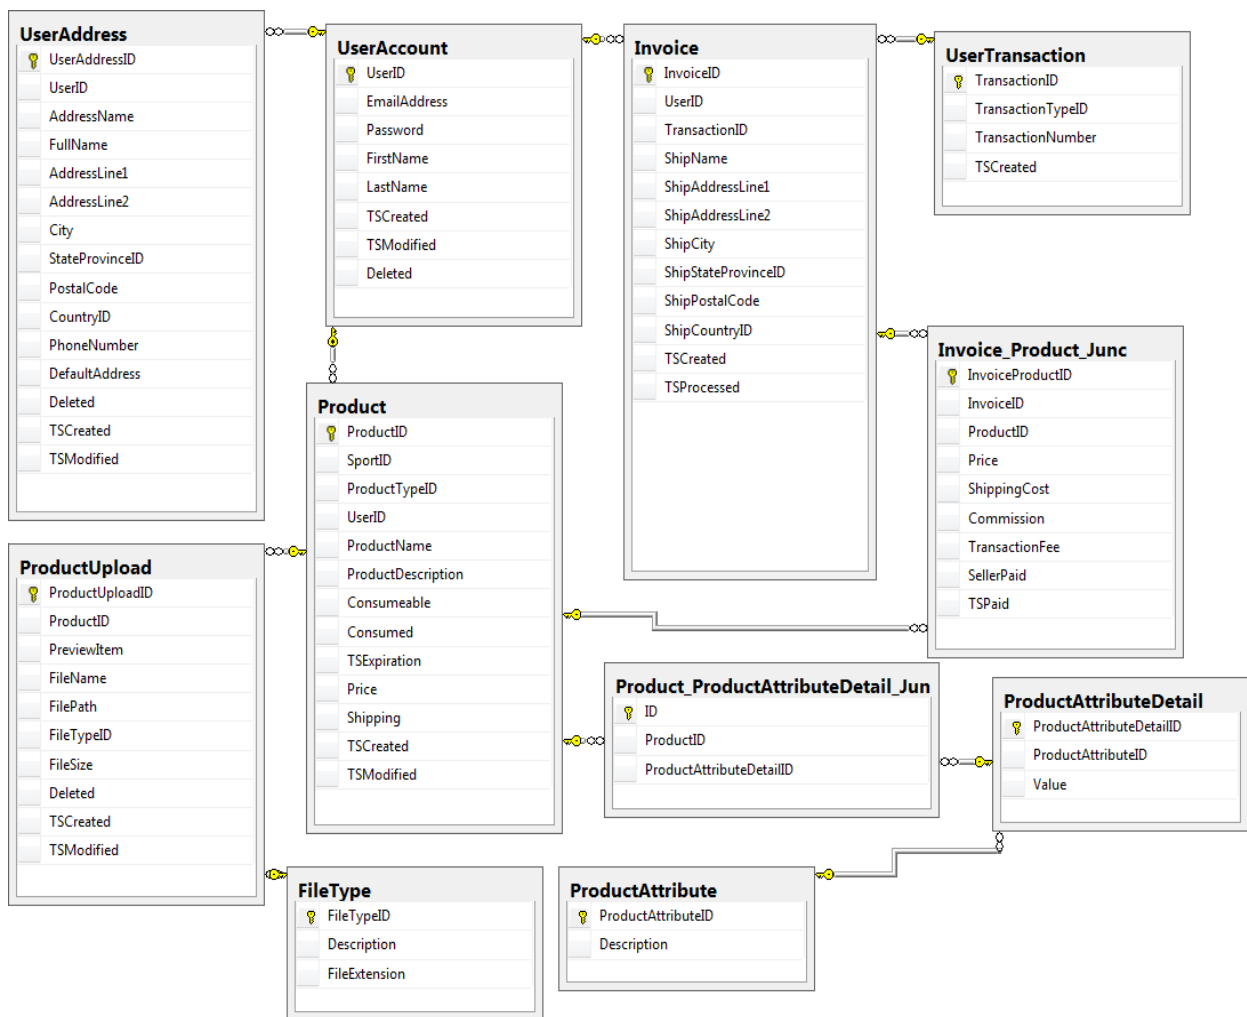 UserAddress
UserAddressID
UserID
AddressName
FullName
AddressLine1
AddressLine2
City
StateProvinceID
PostalCode
CountryID
PhoneNumber
DefaultAddress
Deleted
TSCreated
TSModified
UserAccount
UserID
EmailAddress
Password
FirstName
LastName
TSCreated
TSModified
Deleted
Invoice
InvoiceID
UserID
TransactionID
ShipName
ShipAddressLine1
ShipAddressLine2
ShipCity
ShipStateProvinceID
ShipPostalCode
ShipCountryID
TSCreated
TSProcessed
UserTransaction
TransactionID
TransactionTypeID
TransactionNumber
TSCreated
Invoice_Product_Junc
InvoiceProductID
InvoiceID
ProductID
Price
ShippingCost
Commission
TransactionFee
SellerPaid
TSPaid
Product
ProductID
SportID
ProductTypeID
UserID
ProductName
ProductDescription
Consumeable
Consumed
TSExpiration
Price
Shipping
TSCreated
TSModified
ProductUpload
ProductUploadID
ProductID
PreviewItem
FileName
FilePath
FileTypeID
FileSize
Deleted
TSCreated
TSModified
Product_ProductAttributeDetail_Jun
ID
ProductID
ProductAttributeDetailID
ProductAttributeDetail
ProductAttributeDetailID
ProductAttributeID
Value
FileType
FileTypeID
Description
FileExtension
ProductAttribute
ProductAttributeID
Description